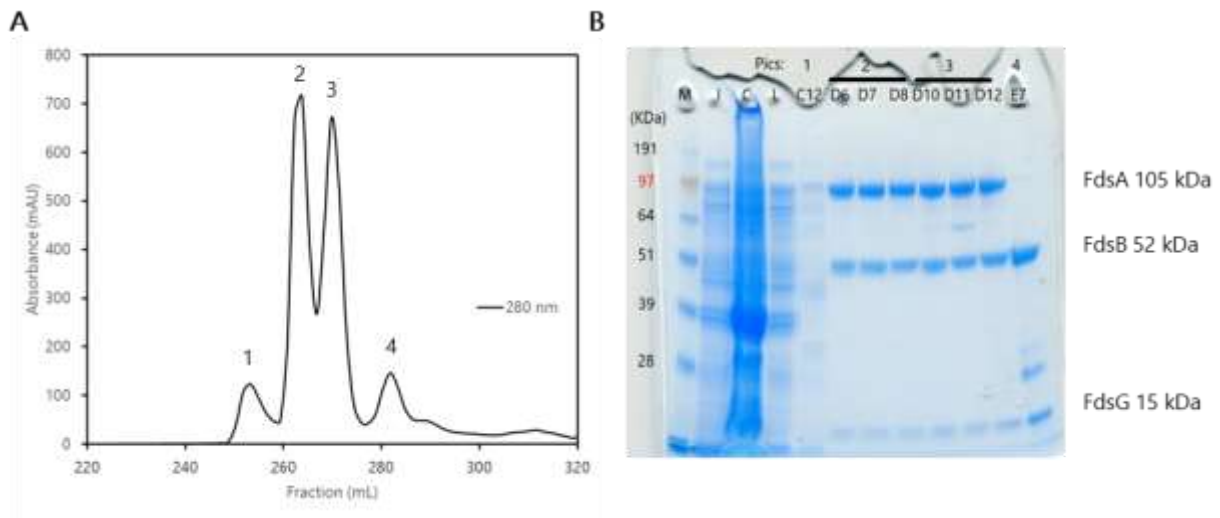 A
800
700
600
500
400
300
200
100
0
220
240
260
280
300
320
Absorbance (mAU)
Fraction (mL)
1
2
3
4
280 nm
B
Pics: 1 2 3 4
M J C L C12 D6 D7 D8 D10 D11 D12 E7
(KDa)
191
97
64
51
39
28
FdsA 105 kDa
FdsB 52 kDa
FdsG 15 kDa